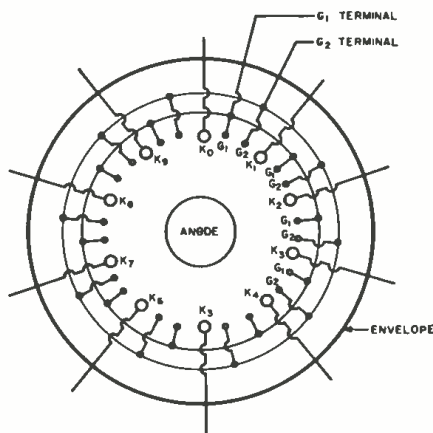 G₁ TERMINAL
G₂ TERMINAL
K₀
G₁
G₂
K₁
G₁
G₂
K₂
G₁
G₂
K₃
G₁
G₂
K₄
K₃
K₆
K₇
K₈
K₉
ANODE
ENVELOPE